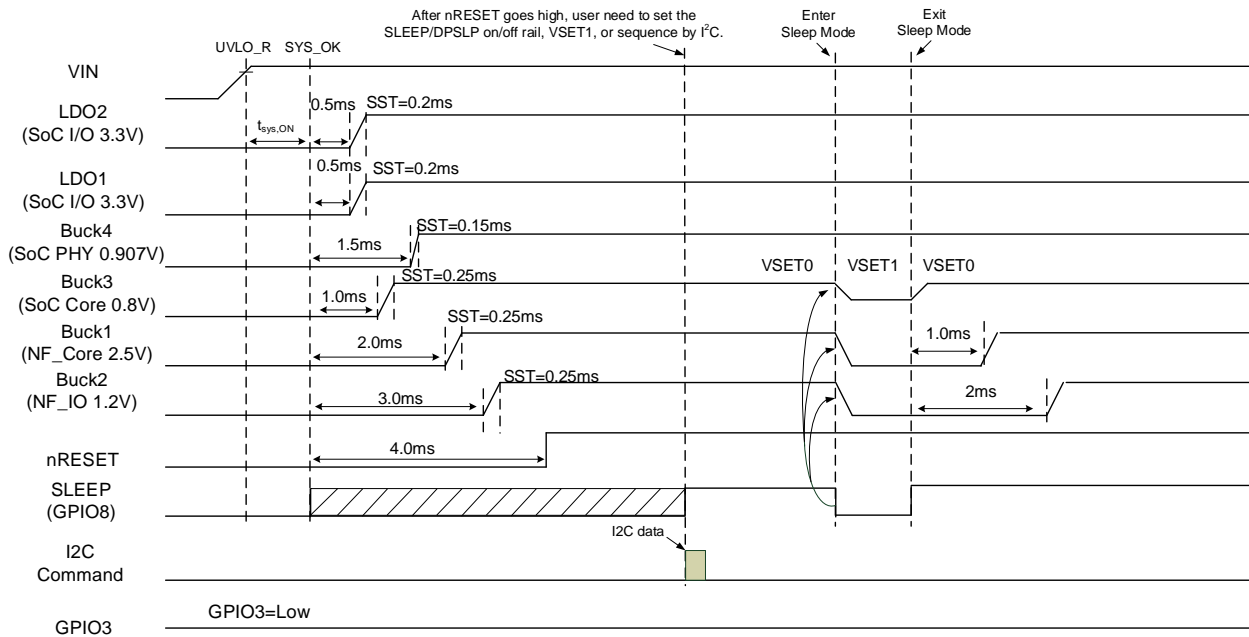 After nRESET goes high, user need to set the
SLEEP/DPSLP on/off rail, VSET1, or sequence by I²C.
Enter
Sleep Mode
Exit
Sleep Mode
UVLO_R
SYS_OK
VIN
LDO2
(SoC I/O 3.3V)
tsys,ON
0.5ms
SST=0.2ms
LDO1
(SoC I/O 3.3V)
0.5ms
SST=0.2ms
Buck4
(SoC PHY 0.907V)
1.5ms
SST=0.15ms
Buck3
(SoC Core 0.8V)
1.0ms
SST=0.25ms
VSET0
VSET1
VSET0
Buck1
(NF_Core 2.5V)
2.0ms
SST=0.25ms
1.0ms
Buck2
(NF_IO 1.2V)
3.0ms
SST=0.25ms
2ms
nRESET
4.0ms
SLEEP
(GPIO8)
I2C data
I2C
Command
GPIO3=Low
GPIO3